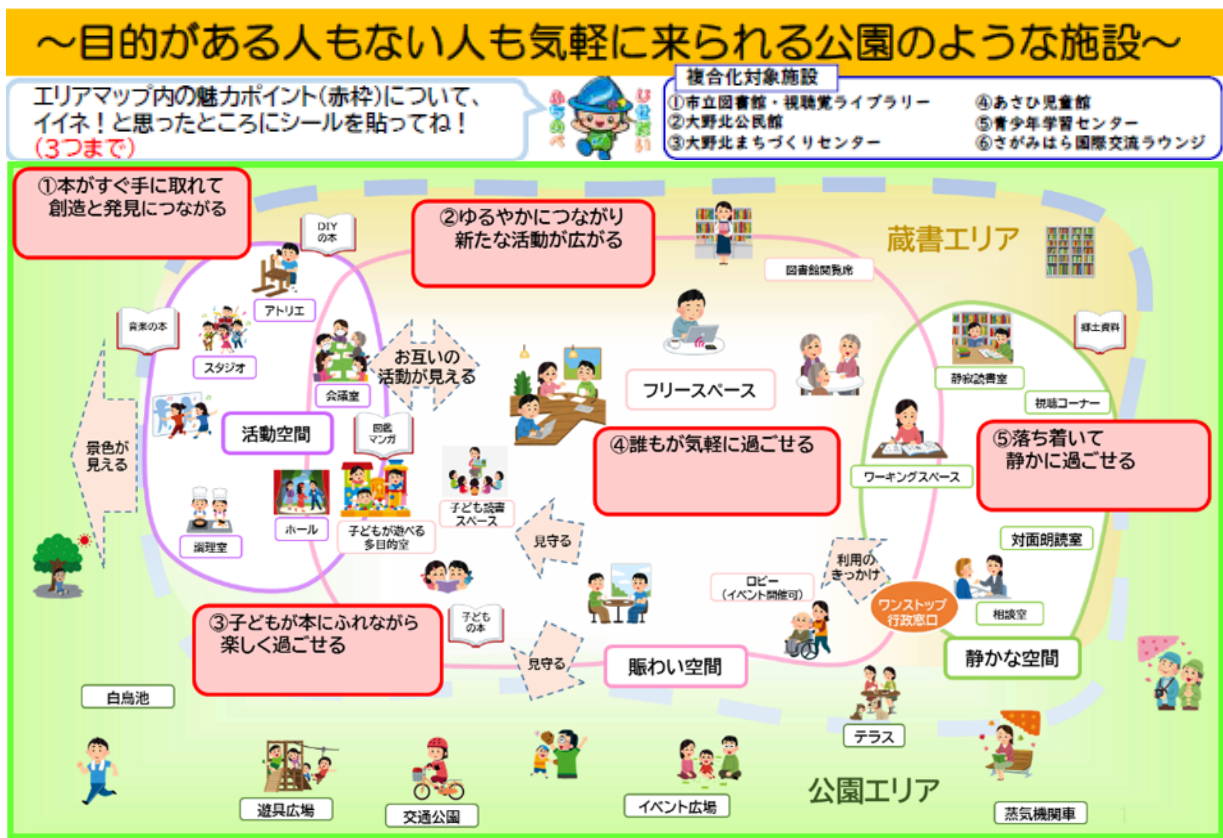 ～目的がある人もない人も気軽に来られる公園のような施設～
エリアマップ内の魅力ポイント(赤枠)について、
イイネ！と思ったところにシールを貼ってね！
(3つまで)
複合化対象施設
①市立図書館・視聴覚ライブラリー
②大野北公民館
③大野北まちづくりセンター
④あさひ児童館
⑤青少年学習センター
⑥さがみはら国際交流ラウンジ
①本がすぐ手に取れて
創造と発見につながる
②ゆるやかにつながり
新たな活動が広がる
蔵書エリア
DIY
の本
図書館閲覧席
アトリエ
音楽の本
郷土資料
スタジオ
お互いの
活動が見える
会議室
フリースペース
静寂読書室
視聴コーナー
活動空間
図鑑
マンガ
景色が
見える
④誰もが気軽に過ごせる
⑤落ち着いて
静かに過ごせる
ワーキングスペース
ホール
子どもが遊べる
多目的室
子ども読書
スペース
調理室
見守る
対面朗読室
利用の
きっかけ
ロビー
(イベント開催可)
ワンストップ
行政窓口
相談室
③子どもが本にふれながら
楽しく過ごせる
子ども
の本
見守る
賑わい空間
静かな空間
白鳥池
テラス
公園エリア
遊具広場
交通公園
イベント広場
蒸気機関車
1